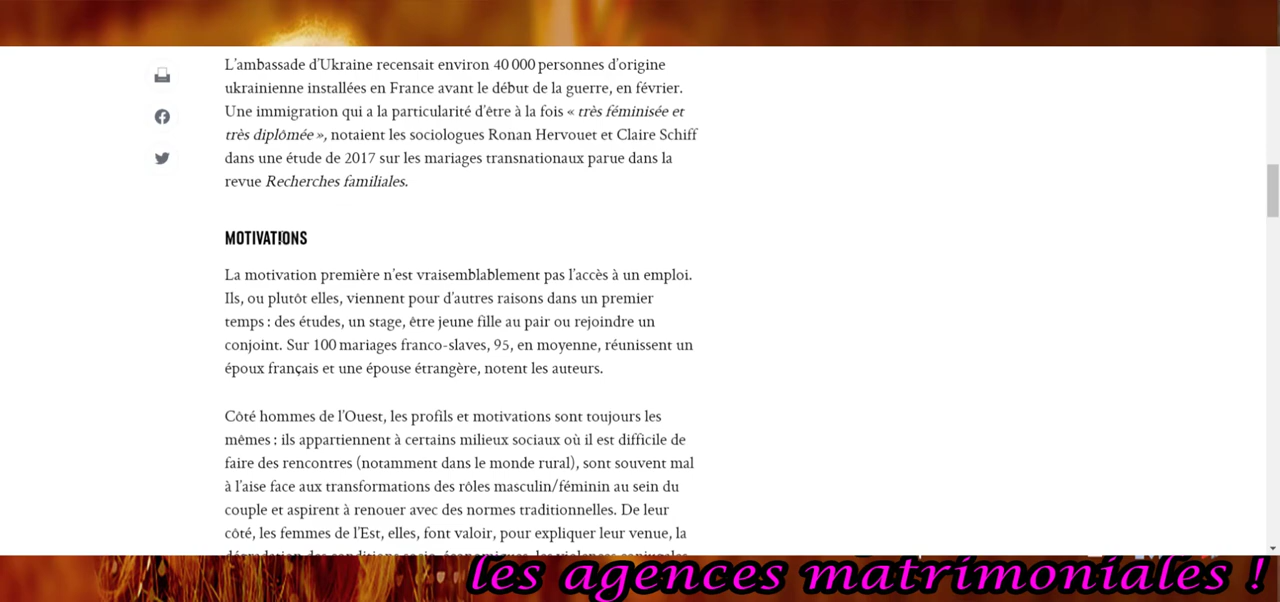 L’ambassade d’Ukraine recensait environ 40 000 personnes d’origine
ukrainienne installées en France avant le début de la guerre, en février.
Une immigration qui a la particularité d’être à la fois « très féminisée et
très diplômée », notaient les sociologues Ronan Hervouet et Claire Schiff
dans une étude de 2017 sur les mariages transnationaux parue dans la
revue Recherches familiales.
MOTIVATIONS
La motivation première n’est vraisemblablement pas l’accès à un emploi.
Ils, ou plutôt elles, viennent pour d’autres raisons dans un premier
temps : des études, un stage, être jeune fille au pair ou rejoindre un
conjoint. Sur 100 mariages franco-slaves, 95, en moyenne, réunissent un
époux français et une épouse étrangère, notent les auteurs.
Côté hommes de l’Ouest, les profils et motivations sont toujours les
mêmes : ils appartiennent à certains milieux sociaux où il est difficile de
faire des rencontres (notamment dans le monde rural), sont souvent mal
à l’aise face aux transformations des rôles masculin/féminin au sein du
couple et aspirent à renouer avec des normes traditionnelles. De leur
côté, les femmes de l’Est, elles, font valoir, pour expliquer leur venue, la
les agences matrimoniales !